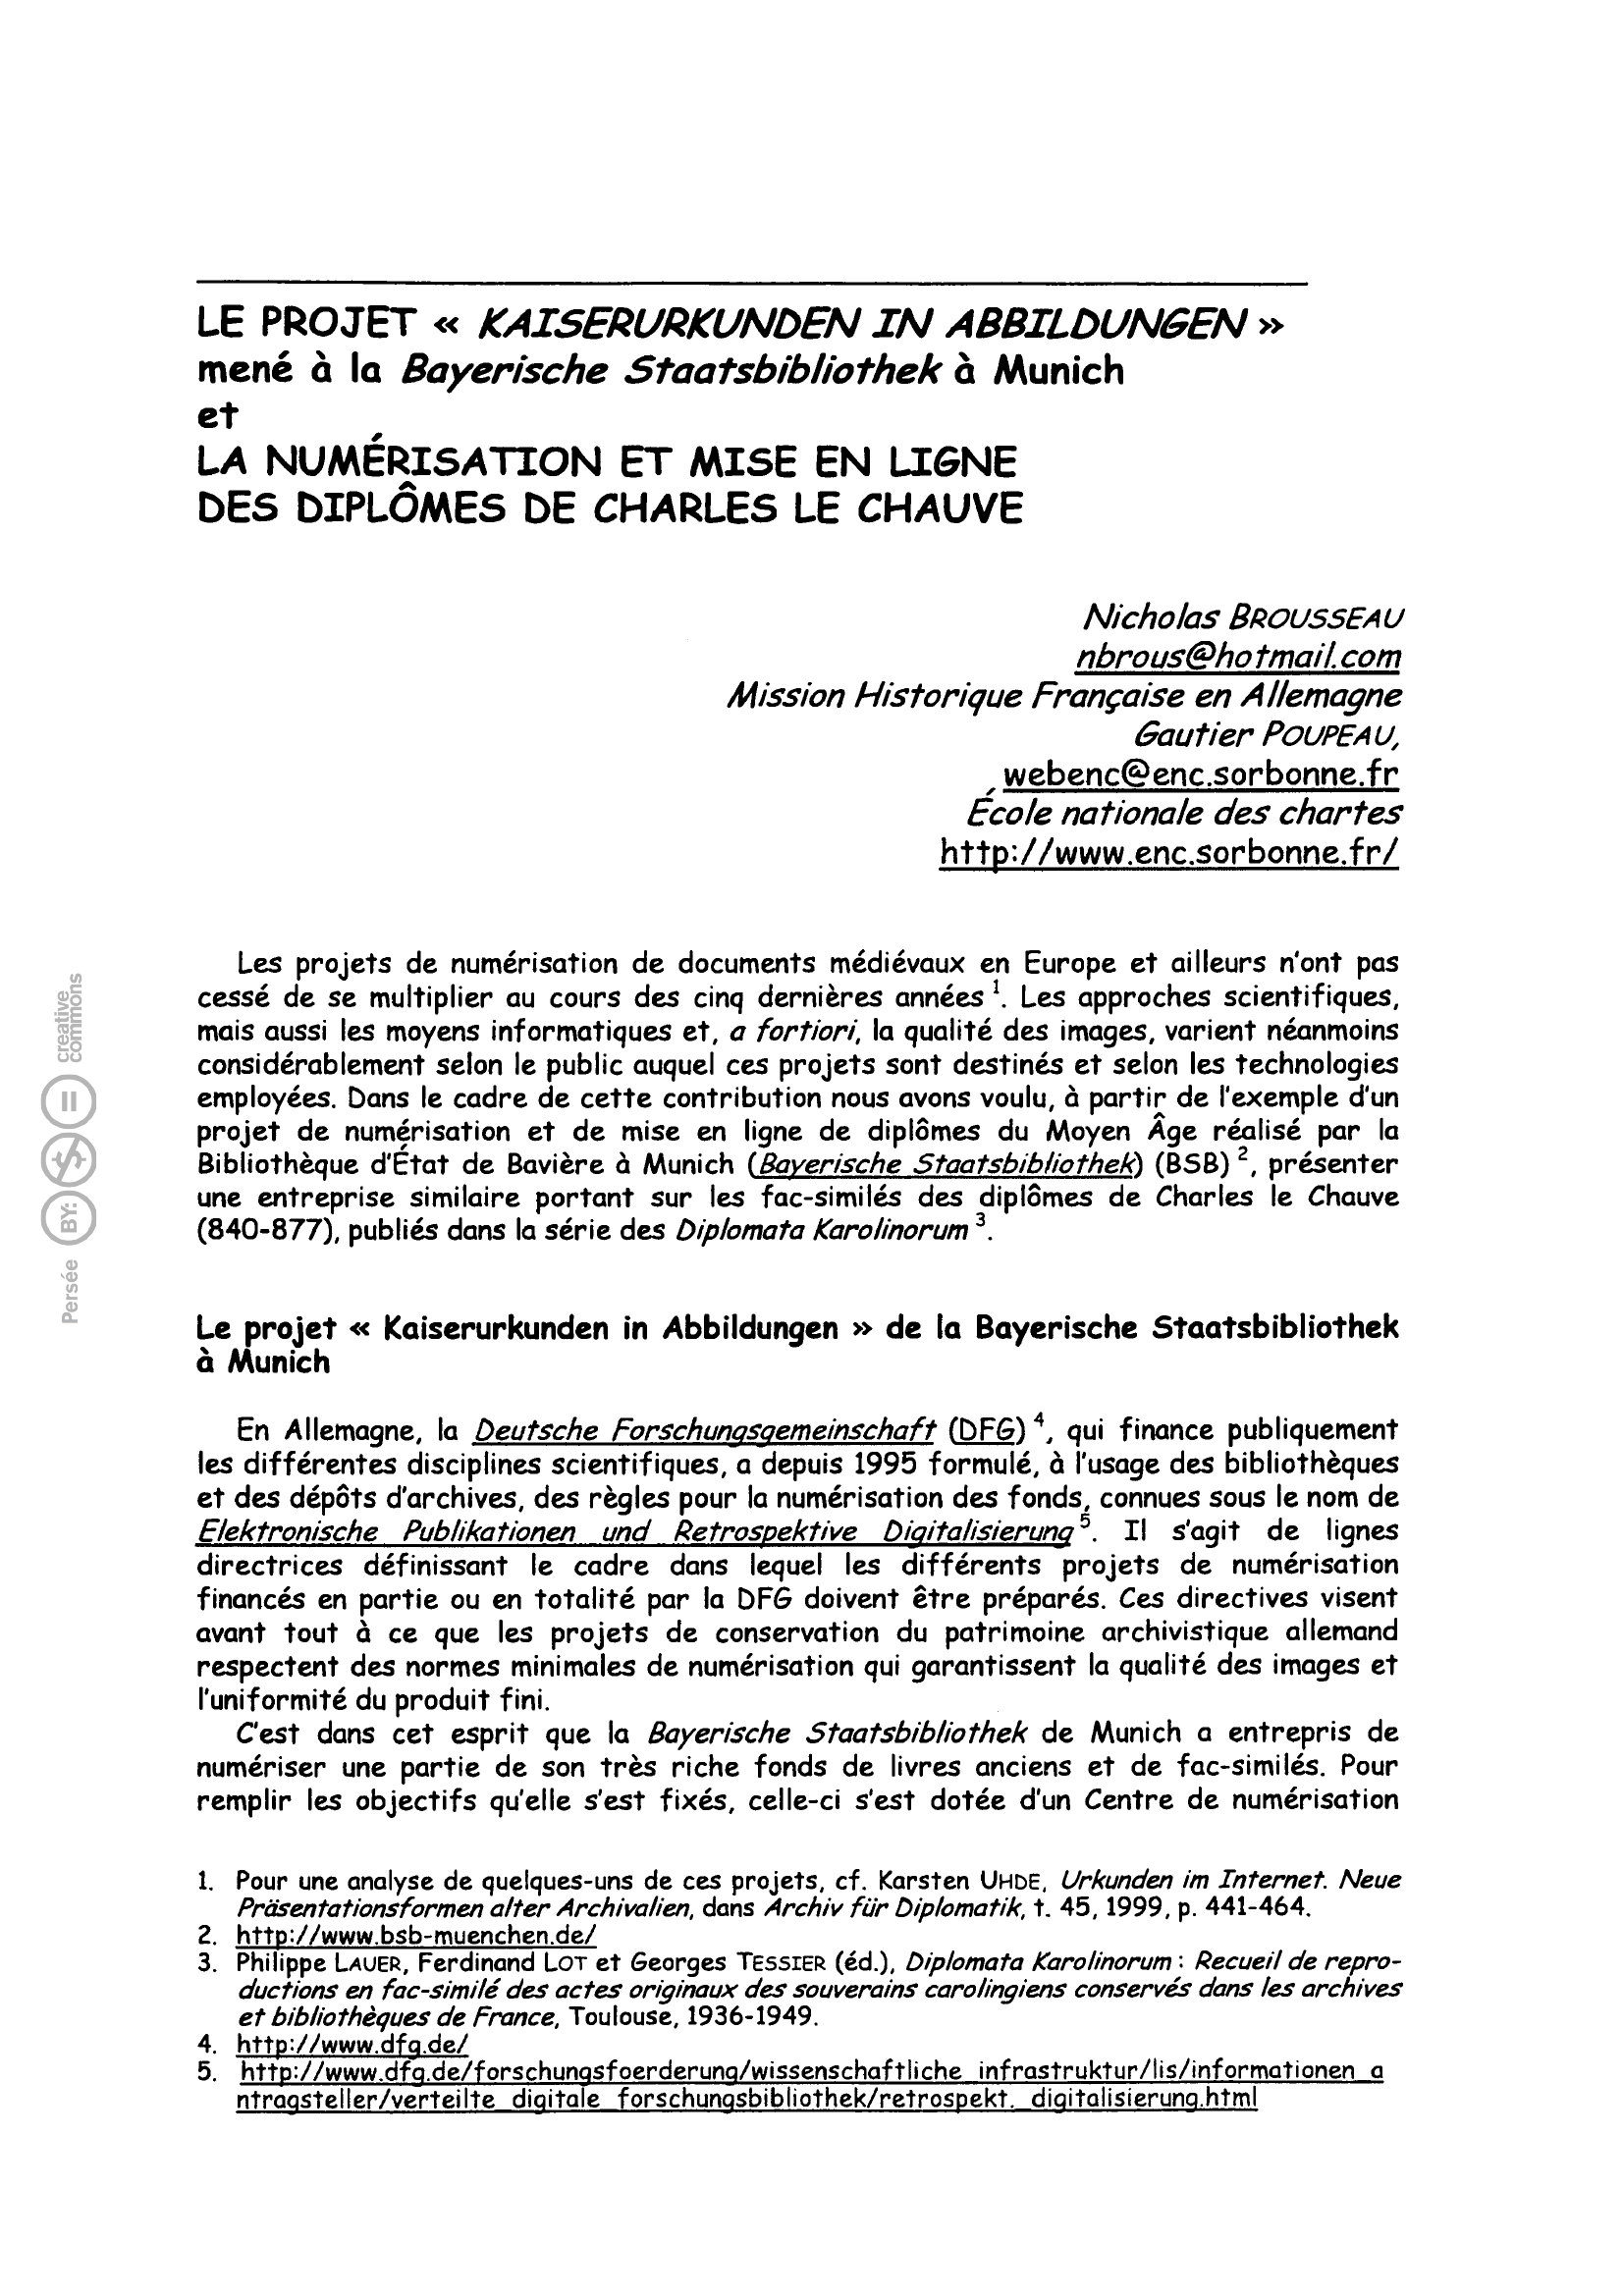 LE PROJET « KAISERURKUNDEN IN ABBILDUNGEN »
mené à la Bayerische Staatsbibliothek à Munich
et
LA NUMÉRISATION ET MISE EN LIGNE
DES DIPLÔMES DE CHARLES LE CHAUVE
Nicholas BROUSSEAU
nbrous@hotmail.com
Mission Historique Française en Allemagne
Gautier POUPEAU,
webenc@enc.sorbonne.fr
École nationale des chartes
http://www.enc.sorbonne.fr/
Les projets de numérisation de documents médiévaux en Europe et ailleurs n'ont pas
cessé de se multiplier au cours des cinq dernières années 1. Les approches scientifiques,
mais aussi les moyens informatiques et, a fortiori, la qualité des images, varient néanmoins
considérablement selon le public auquel ces projets sont destinés et selon les technologies
employées. Dans le cadre de cette contribution nous avons voulu, à partir de l'exemple d'un
projet de numérisation et de mise en ligne de diplômes du Moyen Âge réalisé par la
Bibliothèque d'État de Bavière à Munich (Bayerische Staatsbibliothek) (BSB) 2, présenter
une entreprise similaire portant sur les fac-similés des diplômes de Charles le Chauve
(840-877), publiés dans la série des Diplomata Karolinorum 3.
Le projet « Kaiserurkunden in Abbildungen » de la Bayerische Staatsbibliothek
à Munich
En Allemagne, la Deutsche Forschungsgemeinschaft (DFG) 4, qui finance publiquement
les différentes disciplines scientifiques, a depuis 1995 formulé, à l'usage des bibliothèques
et des dépôts d'archives, des règles pour la numérisation des fonds, connues sous le nom de
Elektronische Publikationen und Retrospektive Digitalisierung 5. Il s'agit de lignes
directrices définissant le cadre dans lequel les différents projets de numérisation
financés en partie ou en totalité par la DFG doivent être préparés. Ces directives visent
avant tout à ce que les projets de conservation du patrimoine archivistique allemand
respectent des normes minimales de numérisation qui garantissent la qualité des images et
l'uniformité du produit fini.
C'est dans cet esprit que la Bayerische Staatsbibliothek de Munich a entrepris de
numériser une partie de son très riche fonds de livres anciens et de fac-similés. Pour
remplir les objectifs qu'elle s'est fixés, celle-ci s'est dotée d'un Centre de numérisation
1. Pour une analyse de quelques-uns de ces projets, cf. Karsten UHDE, Urkunden im Internet. Neue
Präsentationsformen alter Archivalien, dans Archiv für Diplomatik, t. 45, 1999, p. 441-464.
2. http://www.bsb-muenchen.de/
3. Philippe LAUER, Ferdinand LOT et Georges TESSIER (éd.), Diplomata Karolinorum : Recueil de repro-
ductions en fac-similé des actes originaux des souverains carolingiens conservés dans les archives
et bibliothèques de France, Toulouse, 1936-1949.
4. http://www.dfg.de/
5. http://www.dfg.de/forschungsfoerderung/wissenschaftliche_infrastruktur/lis/informationen_a
ntragsteller/verteilte_digitale_forschungsbibliothek/retrospekt._digitalisierung.html
Persée BY: $ = creative
commons